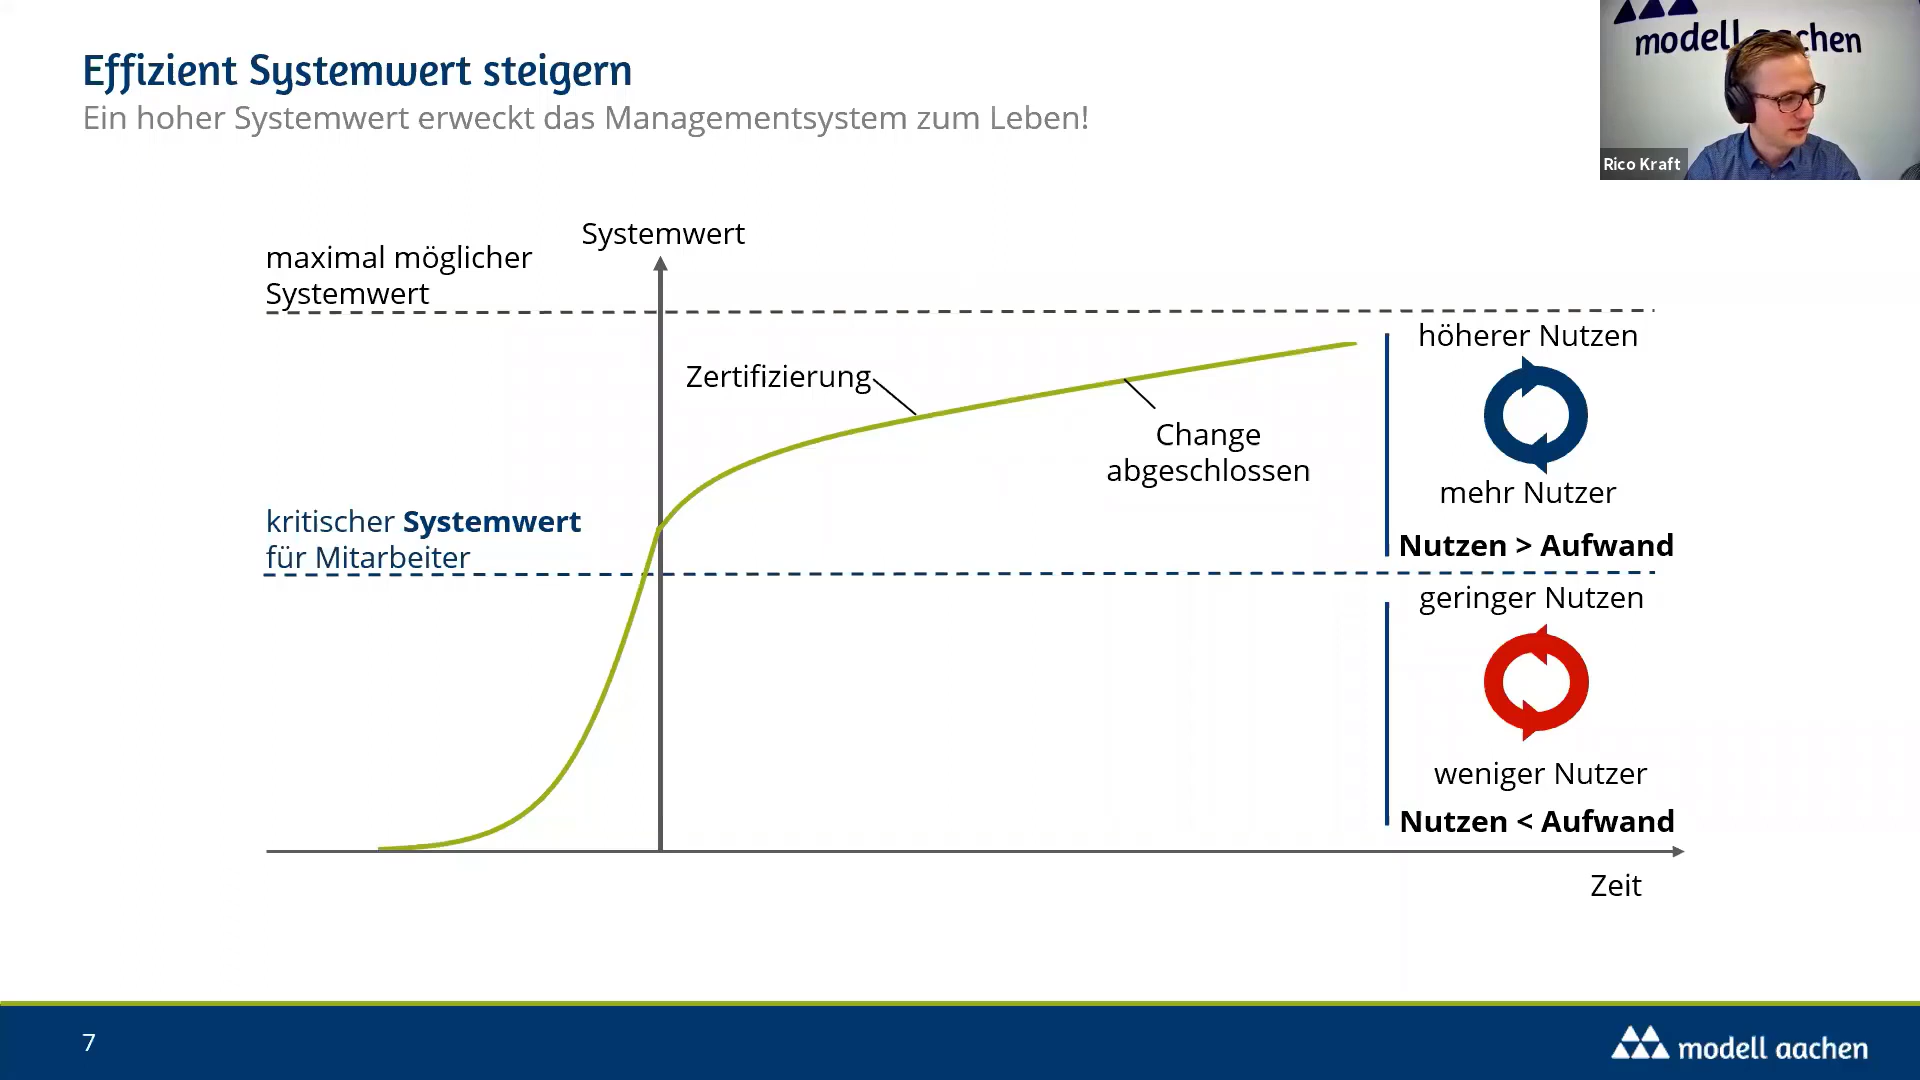 Effizient Systemwert steigern
Ein hoher Systemwert erweckt das Managementsystem zum Leben!
modell aachen
Rico Kraft
Systemwert
maximal möglicher
Systemwert
höherer Nutzen
Zertifizierung
Change
abgeschlossen
mehr Nutzer
kritischer Systemwert
für Mitarbeiter
Nutzen > Aufwand
geringer Nutzen
weniger Nutzer
Nutzen < Aufwand
Zeit
7
modell aachen